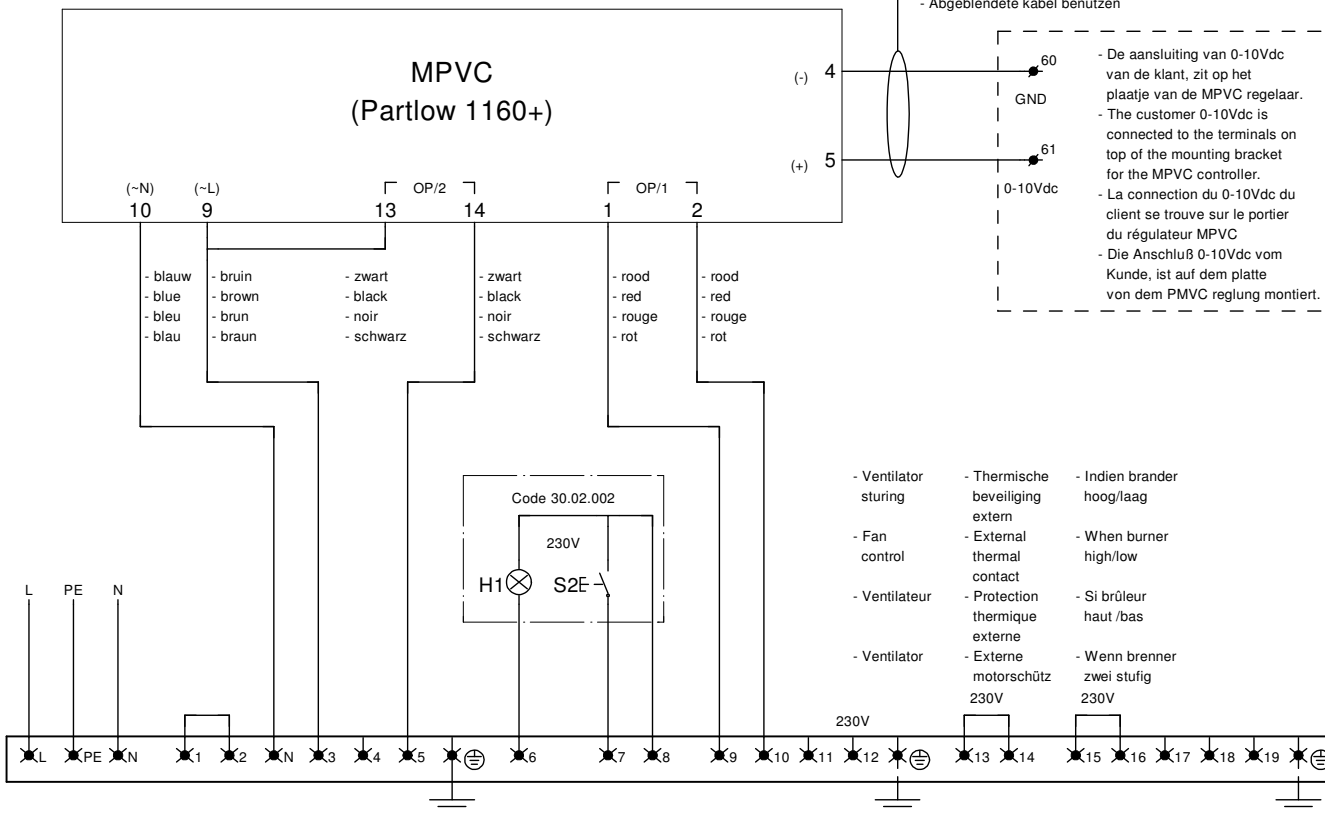 - Abgeblendete kabel benutzen
MPVC
(Partlow 1160+)
(-) 4
(+) 5
60
GND
61
0-10Vdc
- De aansluiting van 0-10Vdc
van de klant, zit op het
plaatje van de MPVC regelaar.
- The customer 0-10Vdc is
connected to the terminals on
top of the mounting bracket
for the MPVC controller.
- La connection du 0-10Vdc du
client se trouve sur le portier
du régulateur MPVC
- Die Anschluß 0-10Vdc vom
Kunde, ist auf dem platte
von dem PMVC reglung montiert.
(~N) (~L) OP/2 OP/1
10 9 13 14 1 2
- blauw - bruin - zwart - zwart - rood - rood
- blue - brown - black - black - red - red
- bleu - brun - noir - noir - rouge - rouge
- blau - braun - schwarz - schwarz - rot - rot
Code 30.02.002
230V
H1 S2E
- Ventilator
sturing
- Fan
control
- Ventilateur
- Ventilator
- Thermische
beveiliging
extern
- External
thermal
contact
- Protection
thermique
externe
- Externe
motorschütz
230V
- Indien brander
hoog/laag
- When burner
high/low
- Si brûleur
haut /bas
- Wenn brenner
zwei stufig
230V
L PE N
230V
L PE N 1 2 N 3 4 5 6 7 8 9 10 11 12 13 14 15 16 17 18 19